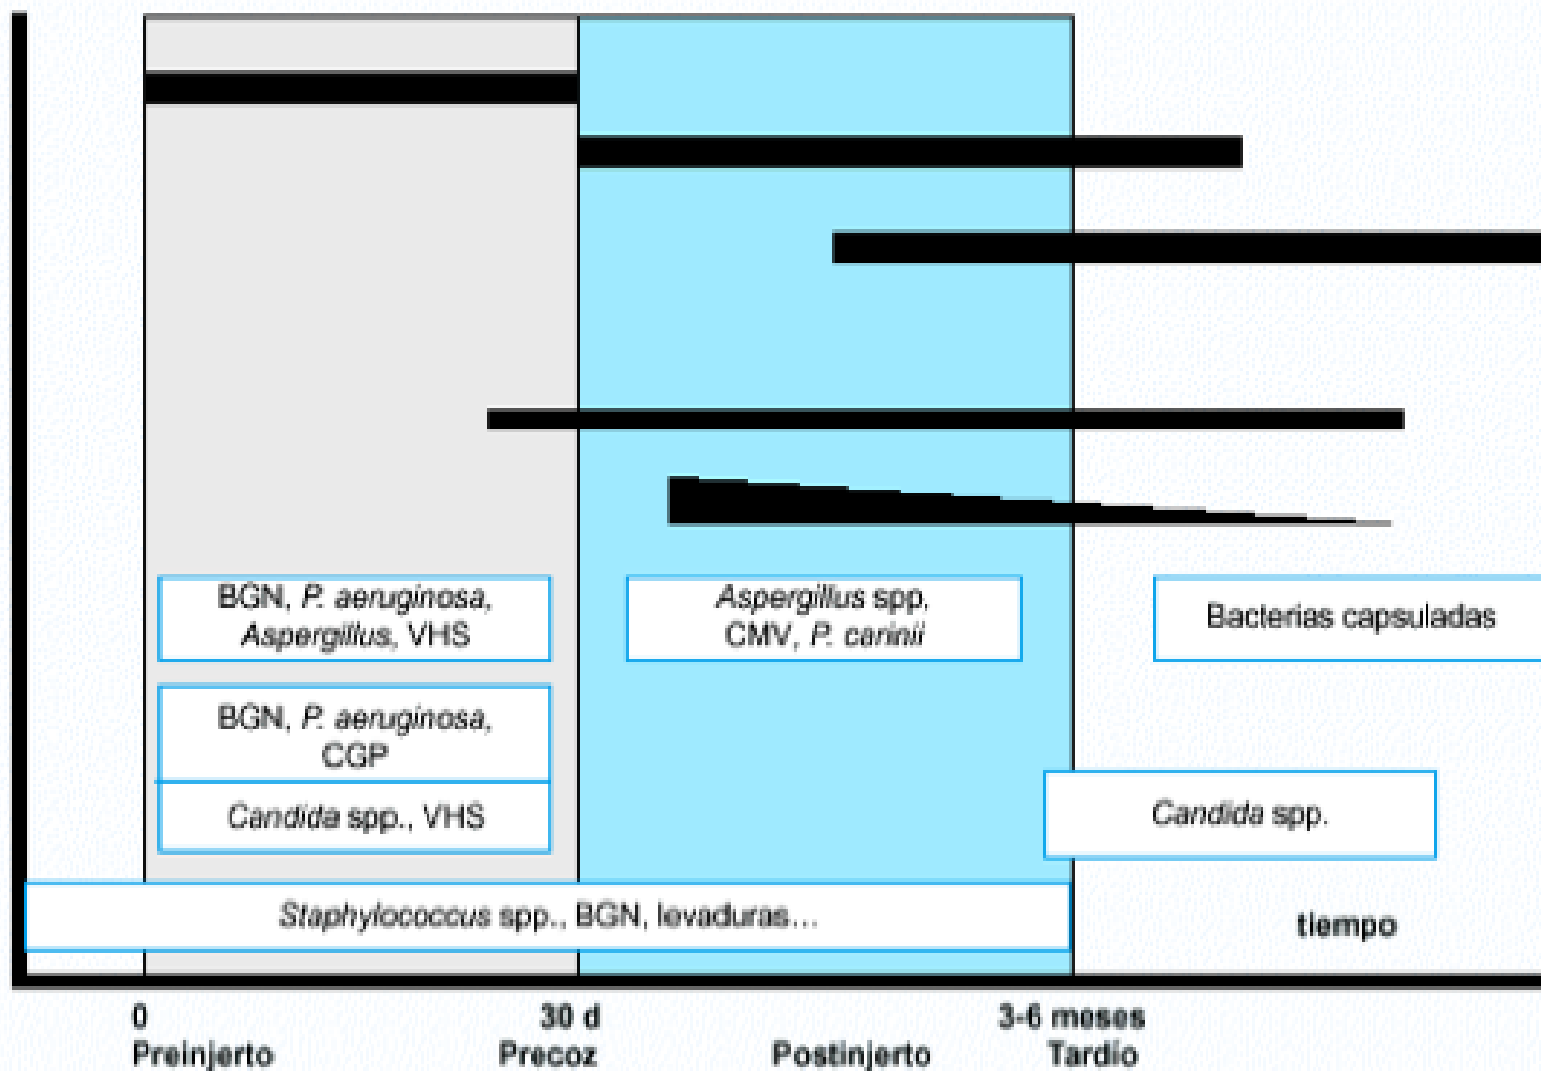 BGN, P. aeruginosa,
Aspergillus, VHS
Aspergillus spp.
CMV, P. carinii
Bacterias capsuladas
BGN, P. aeruginosa,
CGP
Candida spp., VHS
Candida spp.
Staphylococcus spp., BGN, levaduras...
tiempo
0
30 d
3-6 meses
Preinjerto
Precoz
Postinjerto
Tardío